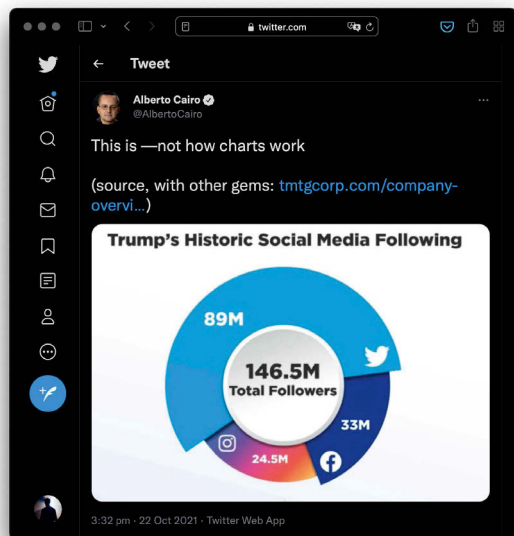 twitter.com
Tweet
Alberto Cairo
@AlbertoCairo
This is —not how charts work
(source, with other gems: tmtgcorp.com/company-
overvi...)
Trump's Historic Social Media Following
89M
146.5M
Total Followers
33M
24.5M
3:32 pm · 22 Oct 2021 · Twitter Web App